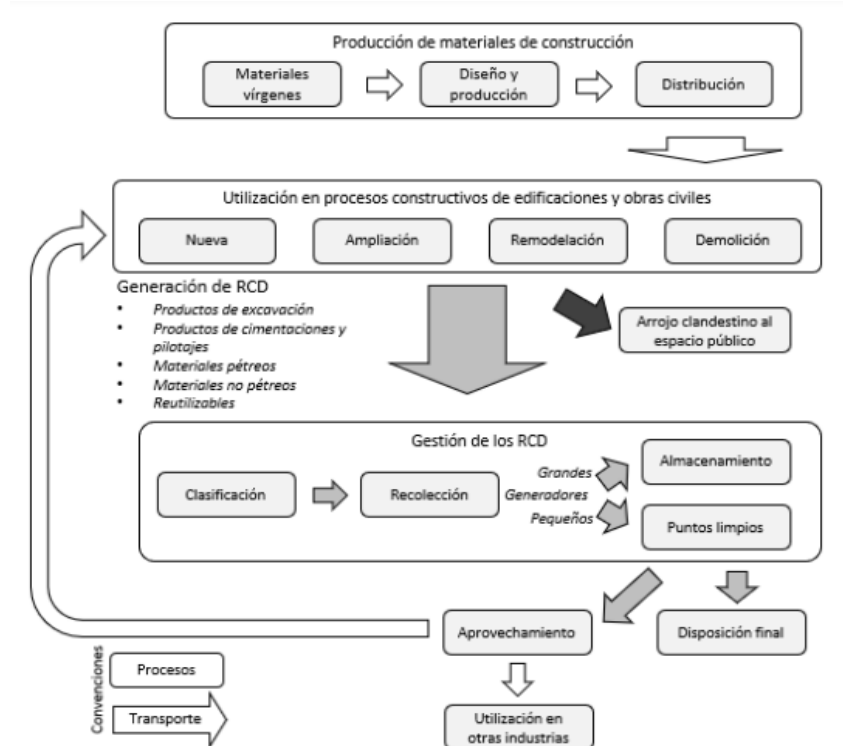 Producción de materiales de construcción
Materiales
vírgenes
Diseño y
producción
Distribución
Utilización en procesos constructivos de edificaciones y obras civiles
Nueva
Ampliación
Remodelación
Demolición
Generación de RCD
• Productos de excavación
• Productos de cimentaciones y
pilotajes
• Materiales pétreos
• Materiales no pétreos
• Reutilizables
Arrojo clandestino al
espacio público
Gestión de los RCD
Clasificación
Recolección
Grandes
Generadores
Pequeños
Almacenamiento
Puntos limpios
Aprovechamiento
Disposición final
Convenciones
Procesos
Transporte
Utilización en
otras industrias